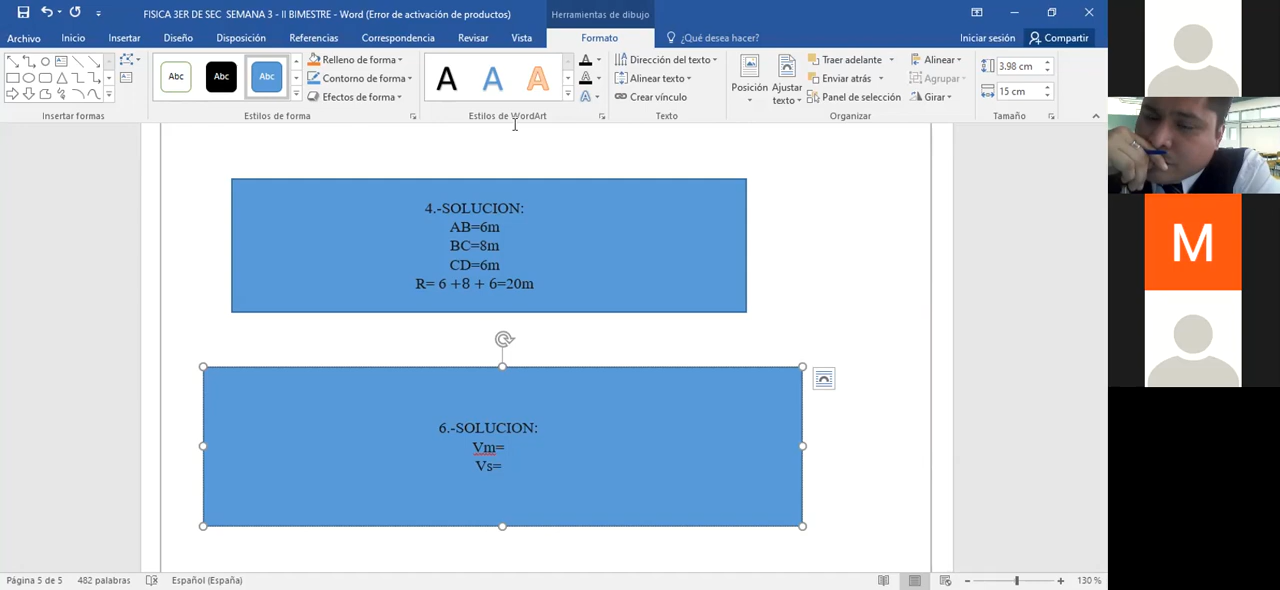 FISICA 3ER DE SEC SEMANA 3 - II BIMESTRE - Word (Error de activación de productos)
Herramientas de dibujo
Archivo Inicio Insertar Diseño Disposición Referencias Correspondencia Revisar Vista Formato ¿Qué desea hacer? Iniciar sesión Compartir
Abc Abc Abc
Relleno de forma
Contorno de forma
Efectos de forma
A A A
Dirección del texto
Alinear texto
Crear vínculo
Posición
Ajustar texto
Traer adelante
Enviar atrás
Panel de selección
Alinear
Agrupar
Girar
3.98 cm
15 cm
Insertar formas Estilos de forma Estilos de WordArt Texto Organizar Tamaño
4.-SOLUCION:
AB=6m
BC=8m
CD=6m
R= 6 +8 + 6=20m
6.-SOLUCION:
Vm=
Vs=
M
Página 5 de 5 482 palabras Español (España) 130 %